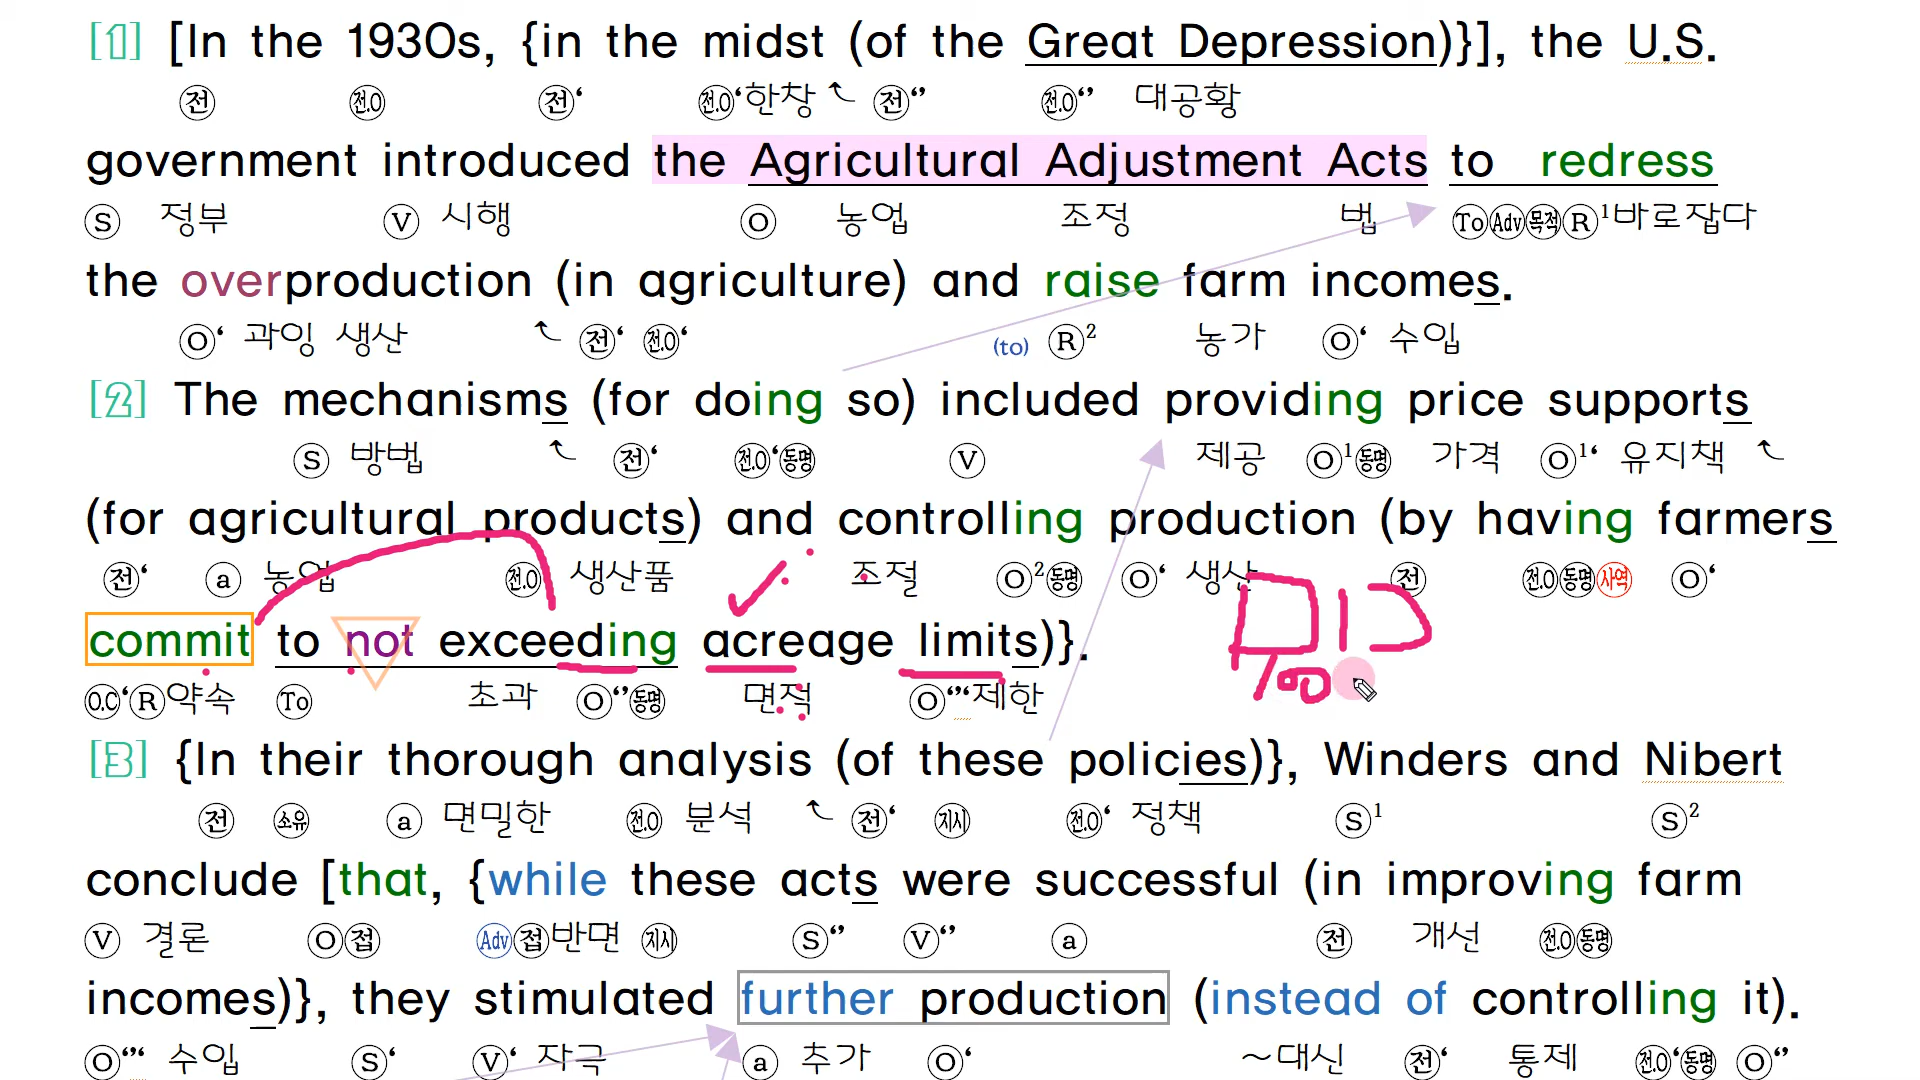 [1] [In the 1930s, {in the midst (of the Great Depression)}], the U.S.
전 전.O 전‘ 전.O‘한창 전‘’ 전.O‘’ 대공황
government introduced the Agricultural Adjustment Acts to redress
S 정부 V 시행 O 농업 조정 법 To Adv 목적 R¹바로잡다
the overproduction (in agriculture) and raise farm incomes.
O‘ 과잉 생산 전‘ 전.O‘ (to) R² 농가 O‘ 수입
[2] The mechanisms (for doing so) included providing price supports
S 방법 전‘ 전.O‘동명 V 제공 O¹동명 가격 O¹‘ 유지책
(for agricultural products) and controlling production (by having farmers
전‘ a 농업 전.O 생산품 조절 O²동명 O‘ 생산 전 전.O동명사역 O‘
commit to not exceeding acreage limits)}.
O.C‘R약속 To 초과 O‘’동명 면적 O‘’‘제한
[3] {In their thorough analysis (of these policies)}, Winders and Nibert
전 소유 a 면밀한 전.O 분석 전‘ 지시 전.O‘ 정책 S¹ S²
conclude [that, {while these acts were successful (in improving farm
V 결론 O접 Adv접반면 지시 S‘’ V‘’ a 전 개선 전.O동명
incomes)}, they stimulated further production (instead of controlling it).
O‘’‘ 수입 S‘ V‘ 자극 a 추가 O‘ ~대신 전‘ 통제 전.O‘동명 O‘’